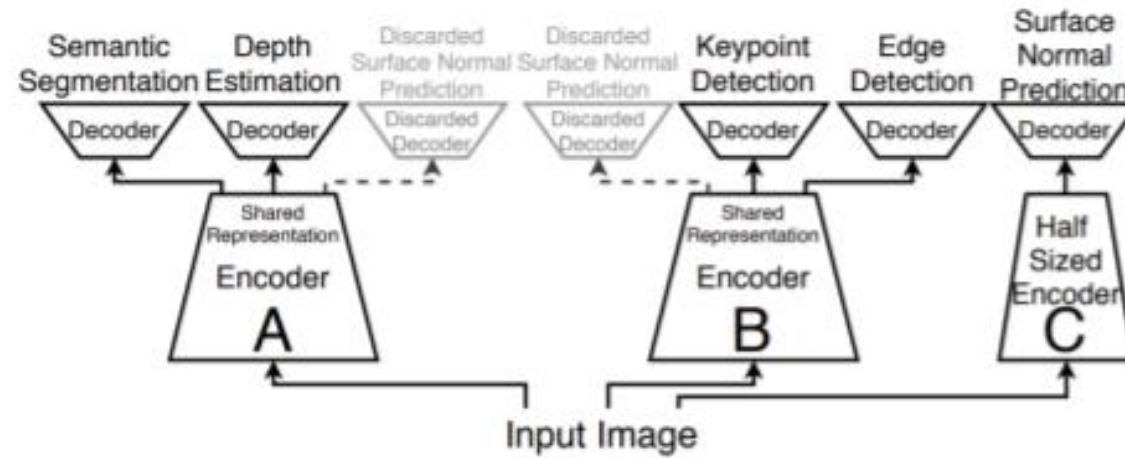 Semantic
Segmentation
Depth
Estimation
Discarded
Surface Normal
Prediction
Discarded
Surface Normal
Prediction
Keypoint
Detection
Edge
Detection
Surface
Normal
Prediction
Decoder
Decoder
Discarded
Decoder
Discarded
Decoder
Decoder
Decoder
Decoder
Shared
Representation
Encoder
A
Shared
Representation
Encoder
B
Half
Sized
Encoder
C
Input Image